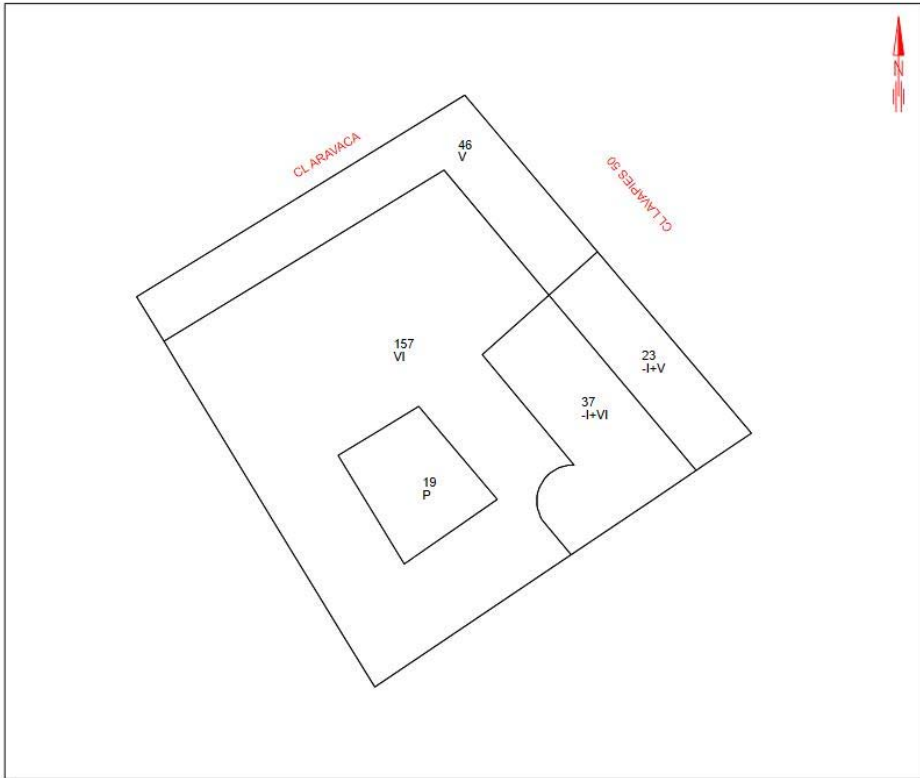 N
CL ARAVACA
46
V
CL LAVAPIES 50
157
VI
23
-I+V
37
-I+VI
19
P